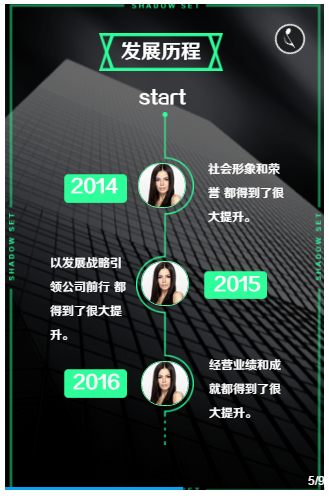 SHADOW SET
发展历程
start
2014
社会形象和荣
誉 都得到了很
大提升。
以发展战略引
领公司前行 都
得到了很大提
升。
2015
2016
经营业绩和成
就都得到了很
大提升。
SHADOW SET
SHADOW SET
5/9